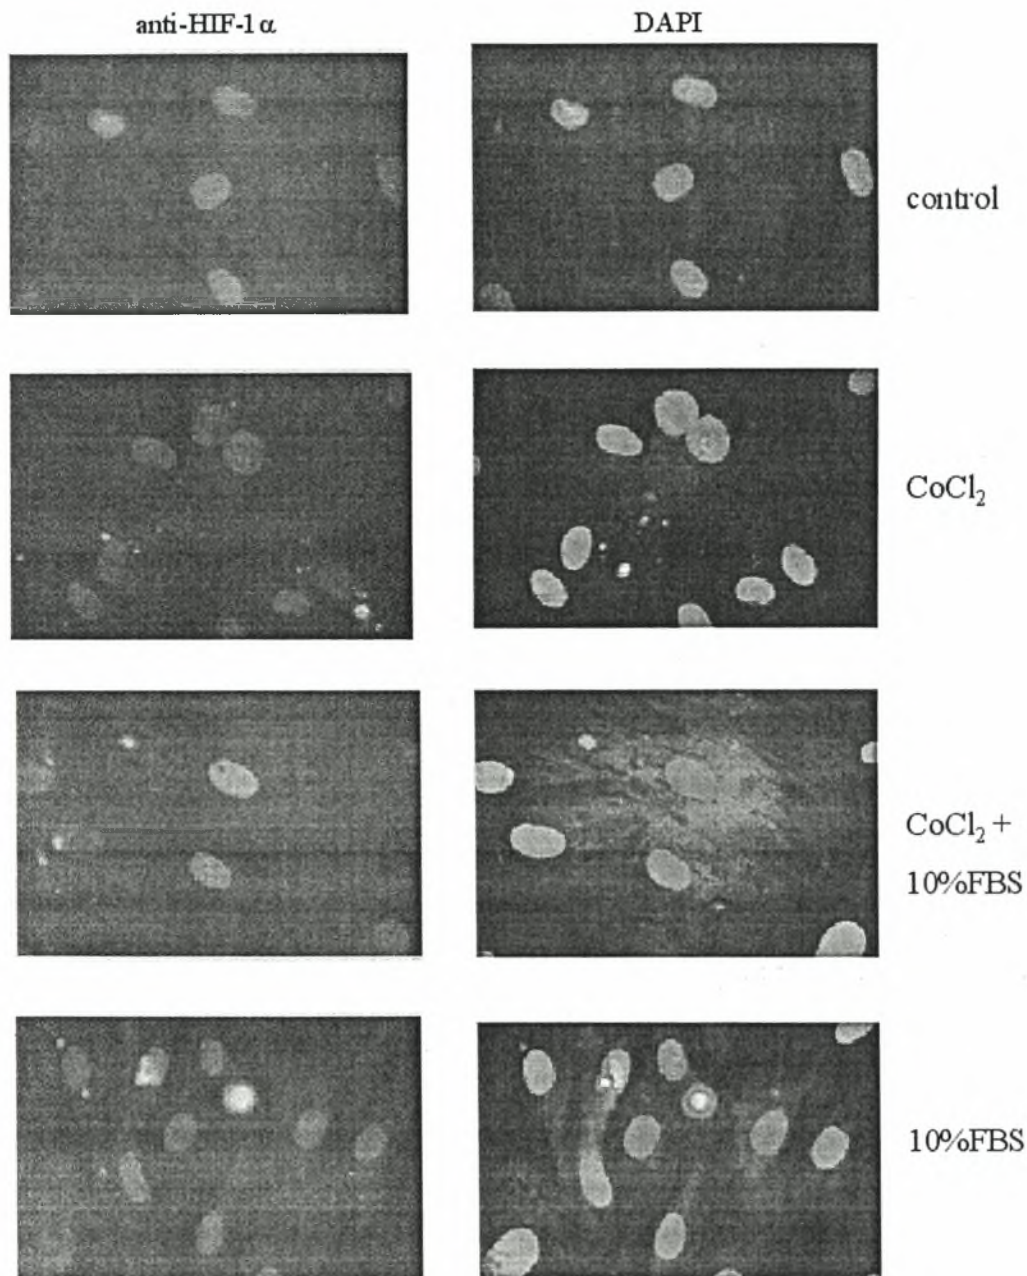 anti-HIF-1α DAPI
control
CoCl₂
CoCl₂ +
10%FBS
10%FBS